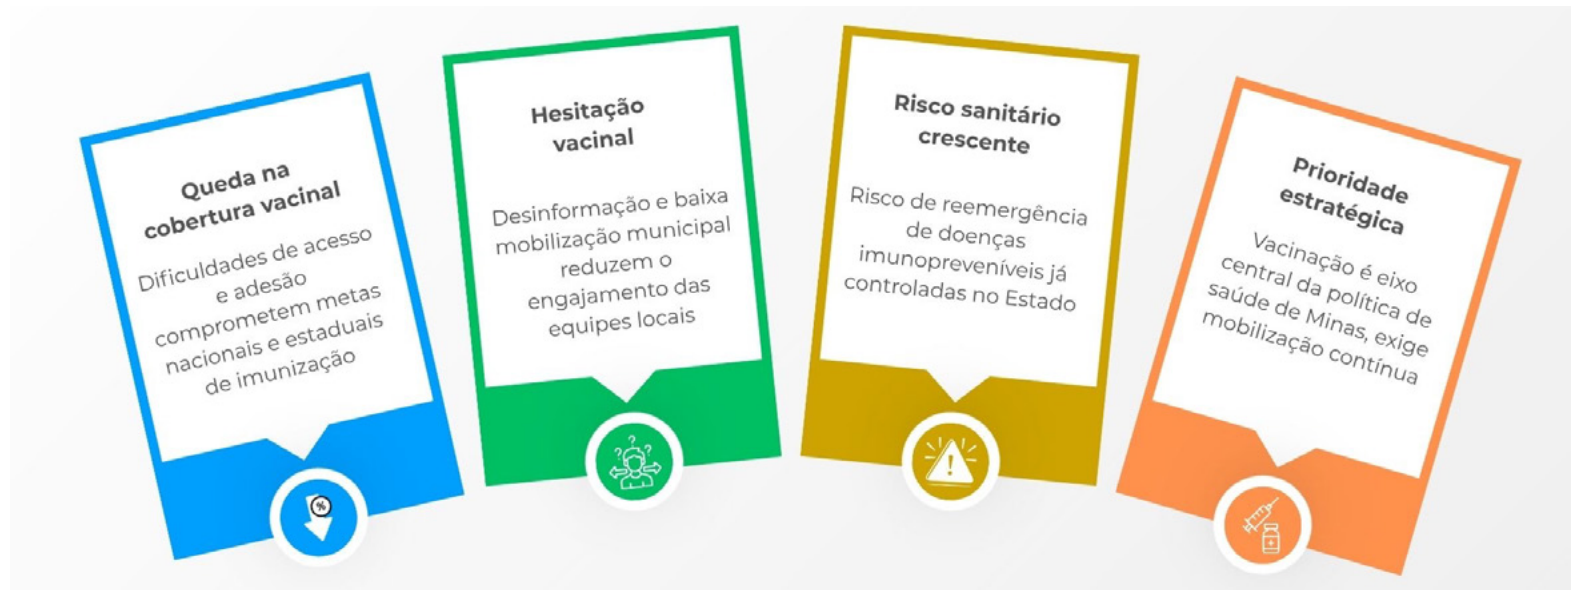 Queda na
cobertura vacinal
Dificuldades de acesso
e adesão
comprometem metas
nacionais e estaduais
de imunização
%
Hesitação
vacinal
Desinformação e baixa
mobilização municipal
reduzem o
engajamento das
equipes locais
? ? ?
Risco sanitário
crescente
Risco de reemergência
de doenças
imunopreveníveis já
controladas no Estado
!
Prioridade
estratégica
Vacinação é eixo
central da política de
saúde de Minas, exige
mobilização contínua